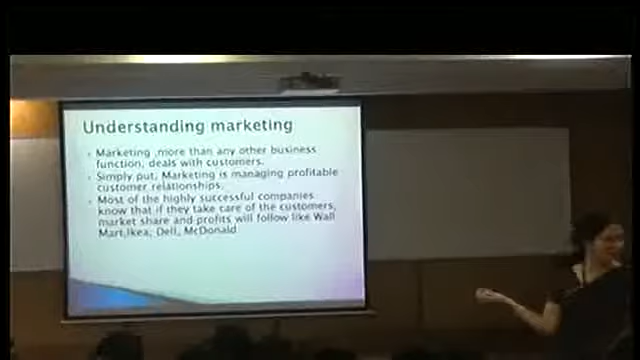 Understanding marketing
Marketing ,more than any other business
function, deals with customers.
Simply put, Marketing is managing profitable
customer relationships.
Most of the highly successful companies
know that if they take care of the customers,
market share and profits will follow like Wall
Mart,Ikea, Dell, McDonald